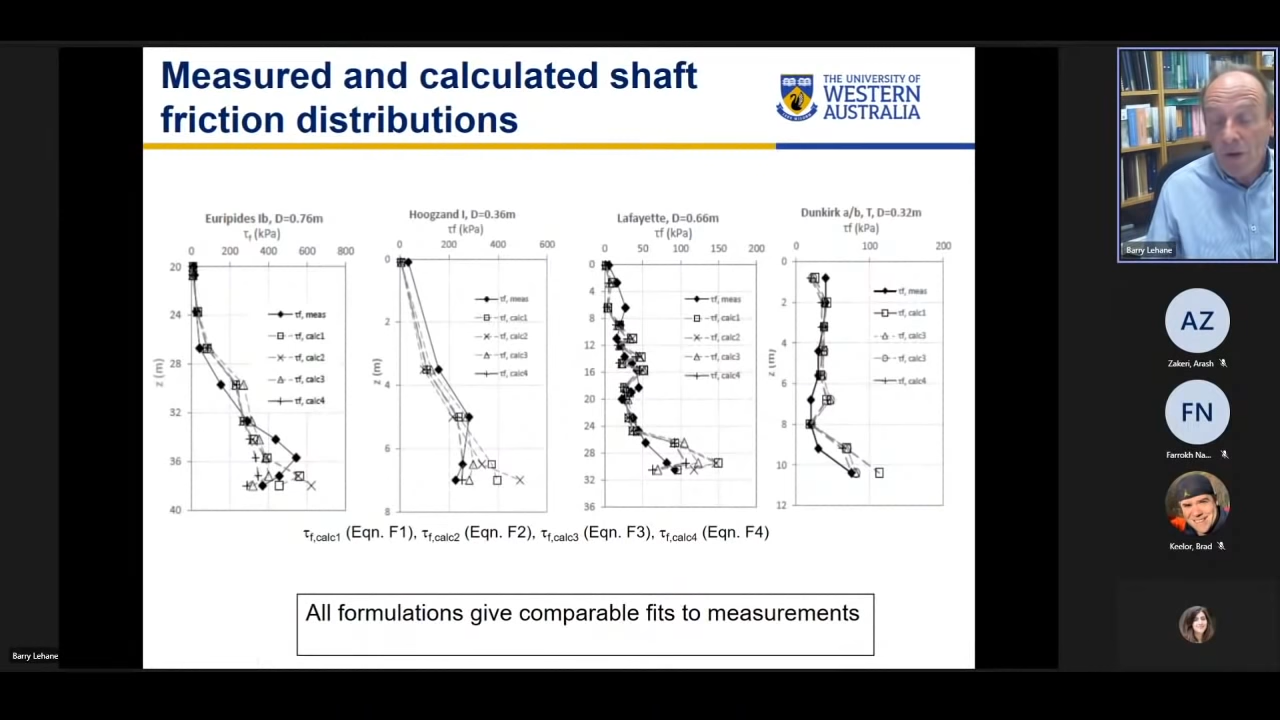 Measured and calculated shaft
friction distributions
THE UNIVERSITY OF
WESTERN
AUSTRALIA
Euripides Ib, D=0.76m
τf (kPa)
0 200 400 600 800
20
24
28
32
36
40
z (m)
τf, meas
τf, calc1
τf, calc2
τf, calc3
τf, calc4
Hoogzand I, D=0.36m
τf (kPa)
0 200 400 600
0
2
4
6
8
z (m)
τf, meas
τf, calc1
τf, calc2
τf, calc3
τf, calc4
Lafayette, D=0.66m
τf (kPa)
0 50 100 150 200
0
4
8
12
16
20
24
28
32
36
τf, meas
τf, calc1
τf, calc2
τf, calc3
τf, calc4
Dunkirk a/b, T, D=0.32m
τf (kPa)
0 100 200
0
2
4
6
8
10
12
z (m)
τf, meas
τf, calc1
τf, calc3
τf, calc3
τf, calc4
τf,calc1 (Eqn. F1), τf,calc2 (Eqn. F2), τf,calc3 (Eqn. F3), τf,calc4 (Eqn. F4)
All formulations give comparable fits to measurements
Barry Lehane
Barry Lehane
AZ
Zakeri, Arash
FN
Farrokh Na...
Keelor, Brad